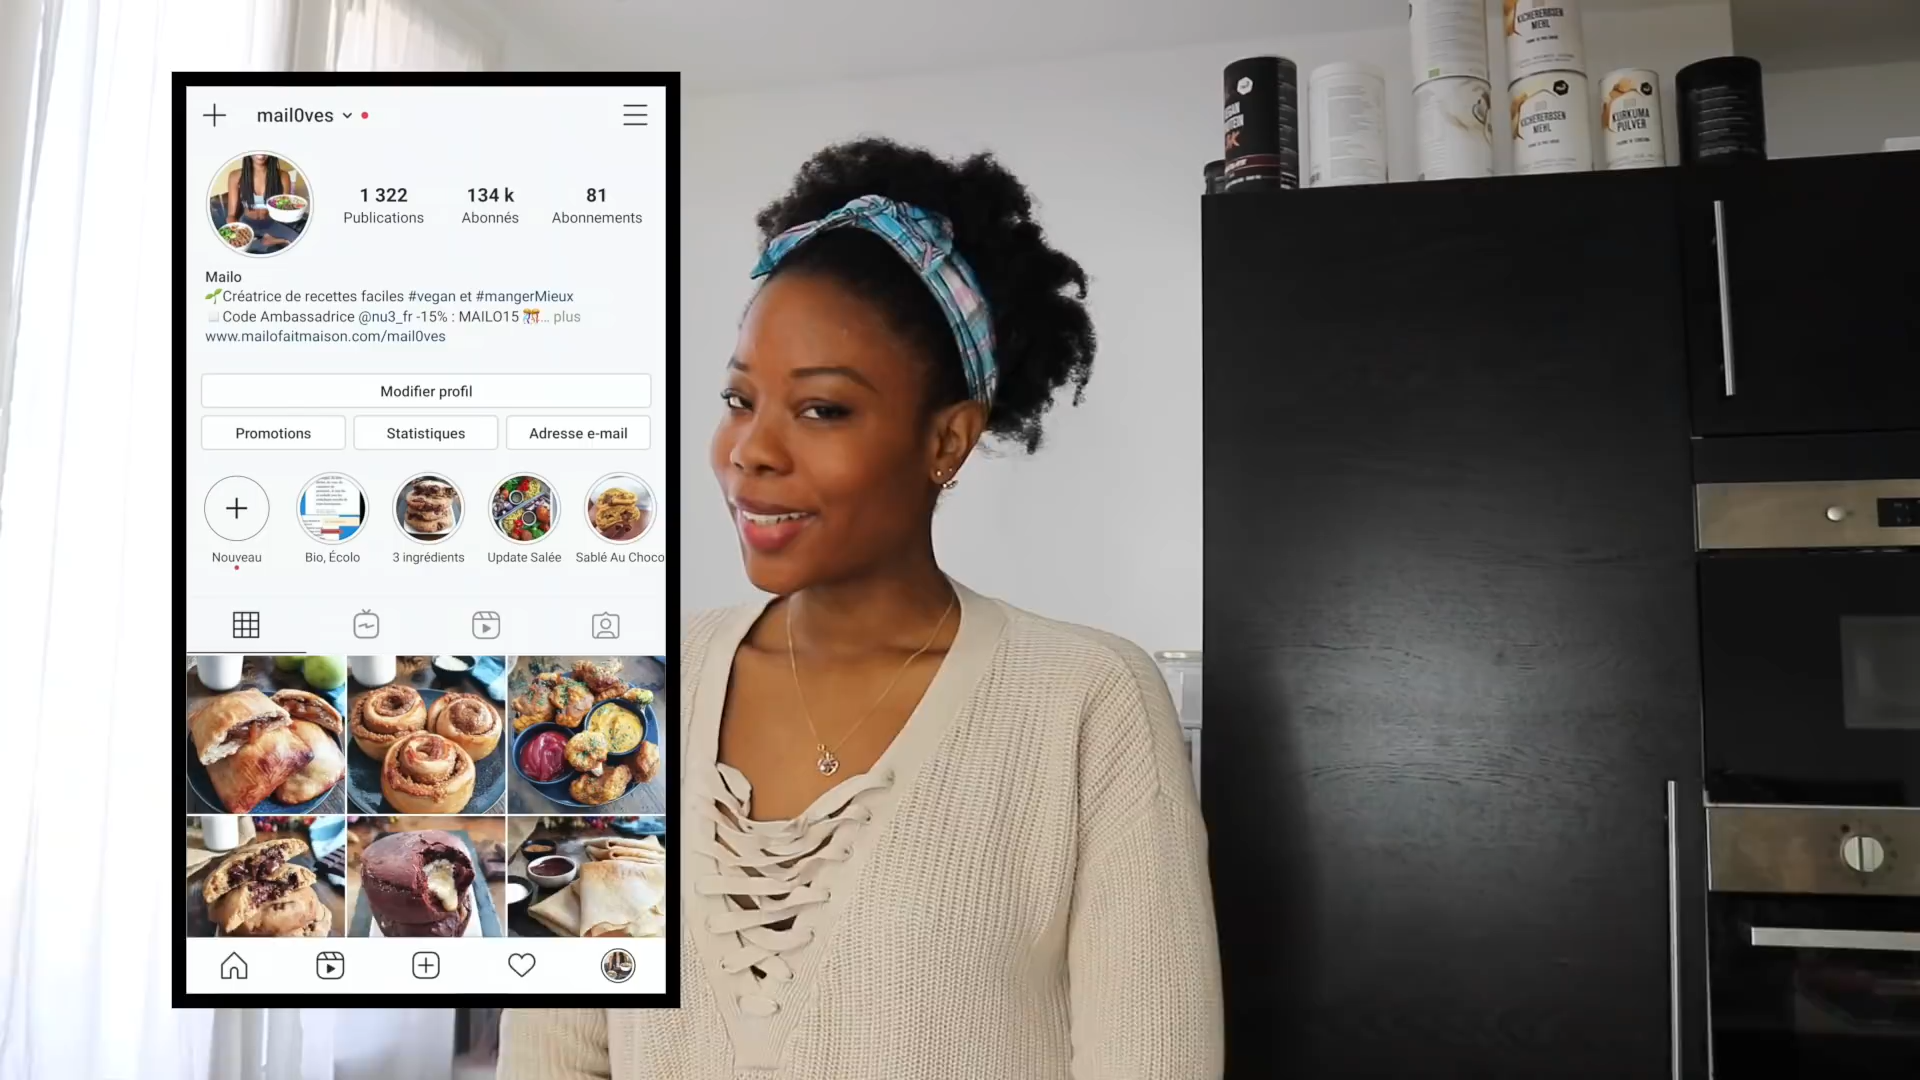 mail0ves
1 322
134 k
81
Publications
Abonnés
Abonnements
Mailo
Créatrice de recettes faciles #vegan et #mangerMieux
Code Ambassadrice @nu3_fr -15% : MAILO15 … plus
www.mailofaitmaison.com/mail0ves
Modifier profil
Promotions
Statistiques
Adresse e-mail
Nouveau
Bio, Écolo
3 ingrédients
Update Salée
Sablé Au Choco
KICHERERBSEN
MEHL
KICHERERBSEN
MEHL
KURKUMA
PULVER